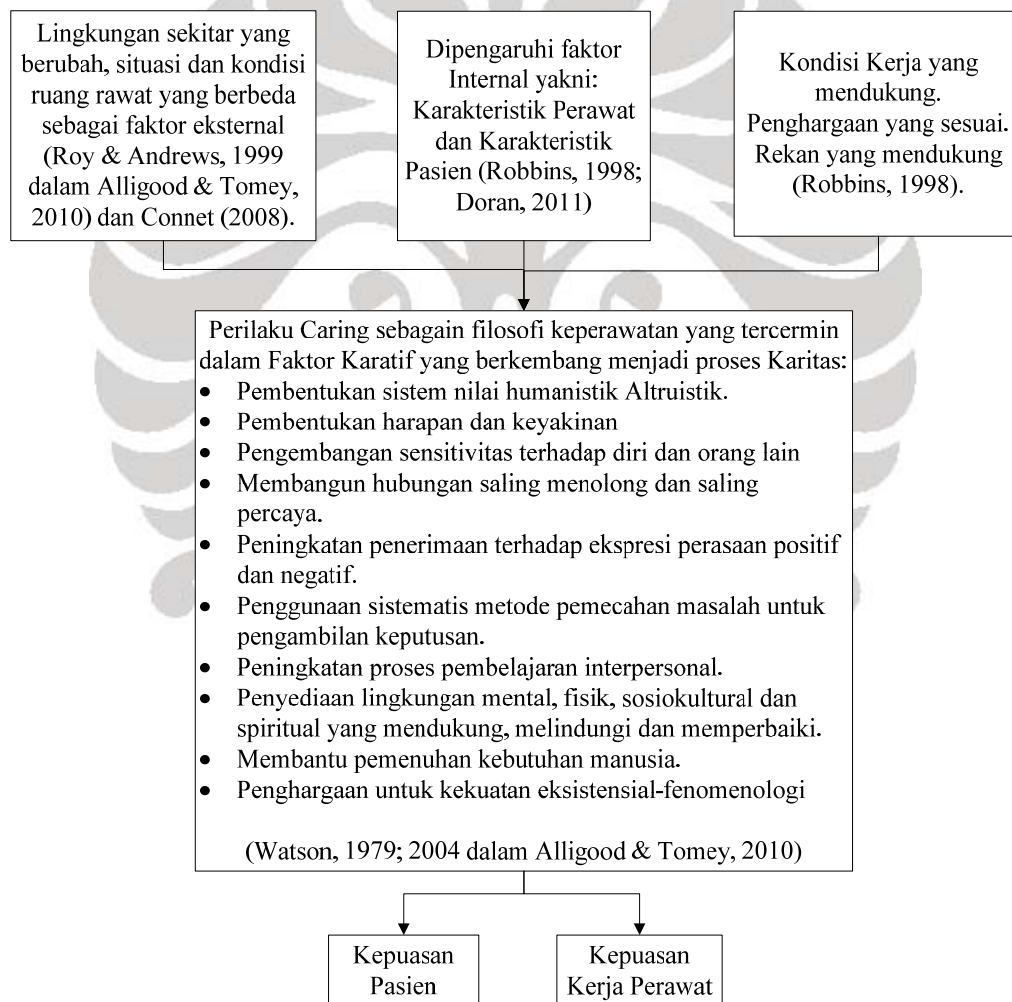 Lingkungan sekitar yang
berubah, situasi dan kondisi
ruang rawat yang berbeda
sebagai faktor eksternal
(Roy & Andrews, 1999
dalam Alligood & Tomey,
2010) dan Connet (2008).
Dipengaruhi faktor
Internal yakni:
Karakteristik Perawat
dan Karakteristik
Pasien (Robbins, 1998;
Doran, 2011)
Kondisi Kerja yang
mendukung.
Penghargaan yang sesuai.
Rekan yang mendukung
(Robbins, 1998).
Perilaku Caring sebagain filosofi keperawatan yang tercermin
dalam Faktor Karatif yang berkembang menjadi proses Karitas:
• Pembentukan sistem nilai humanistik Altruistik.
• Pembentukan harapan dan keyakinan
• Pengembangan sensitivitas terhadap diri dan orang lain
• Membangun hubungan saling menolong dan saling
percaya.
• Peningkatan penerimaan terhadap ekspresi perasaan positif
dan negatif.
• Penggunaan sistematis metode pemecahan masalah untuk
pengambilan keputusan.
• Peningkatan proses pembelajaran interpersonal.
• Penyediaan lingkungan mental, fisik, sosiokultural dan
spiritual yang mendukung, melindungi dan memperbaiki.
• Membantu pemenuhan kebutuhan manusia.
• Penghargaan untuk kekuatan eksistensial-fenomenologi
(Watson, 1979; 2004 dalam Alligood & Tomey, 2010)
Kepuasan
Pasien
Kepuasan
Kerja Perawat